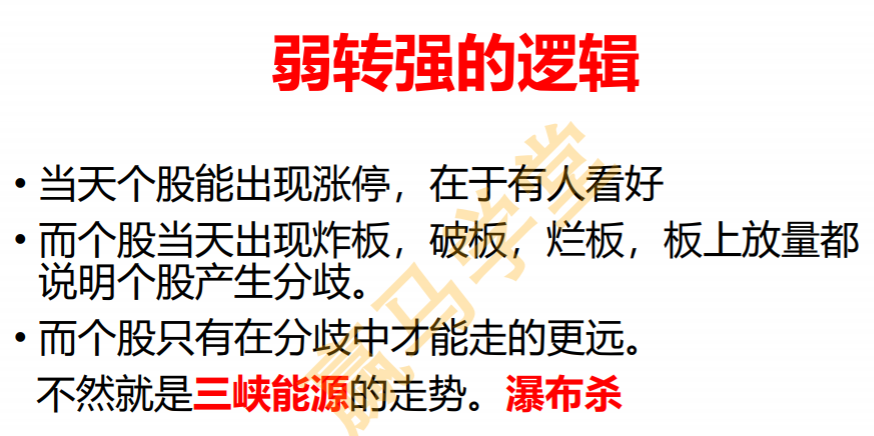 弱转强的逻辑
• 当天个股能出现涨停，在于有人看好
• 而个股当天出现炸板，破板，烂板，板上放量都
说明个股产生分歧。
• 而个股只有在分歧中才能走的更远。
不然就是三峡能源的走势。瀑布杀
赢马学堂